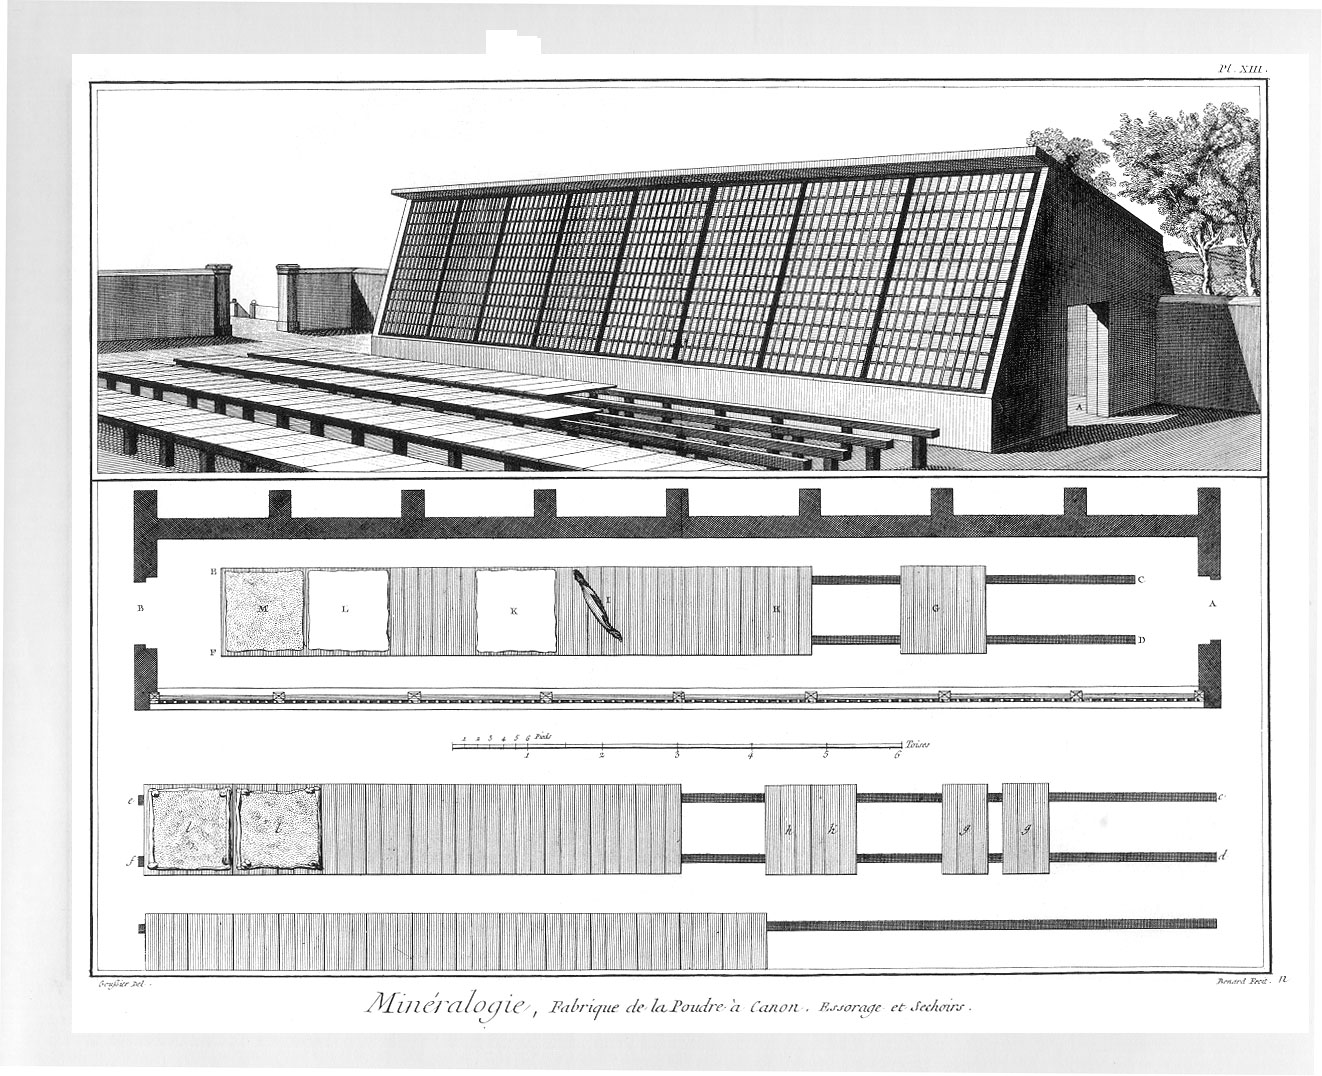 Pl. XIII.
A
E
M
L
K
I
H
G
C
B
A
F
D
1 2 3 4 5 6 Pieds
Toises
1 2 3 4 5 6
e
l
l
h
h
g
g
c
f
d
Goussier Del.
Benard Fecit.
n
Minéralogie, Fabrique de la Poudre à Canon. Essorage et Sechoirs.